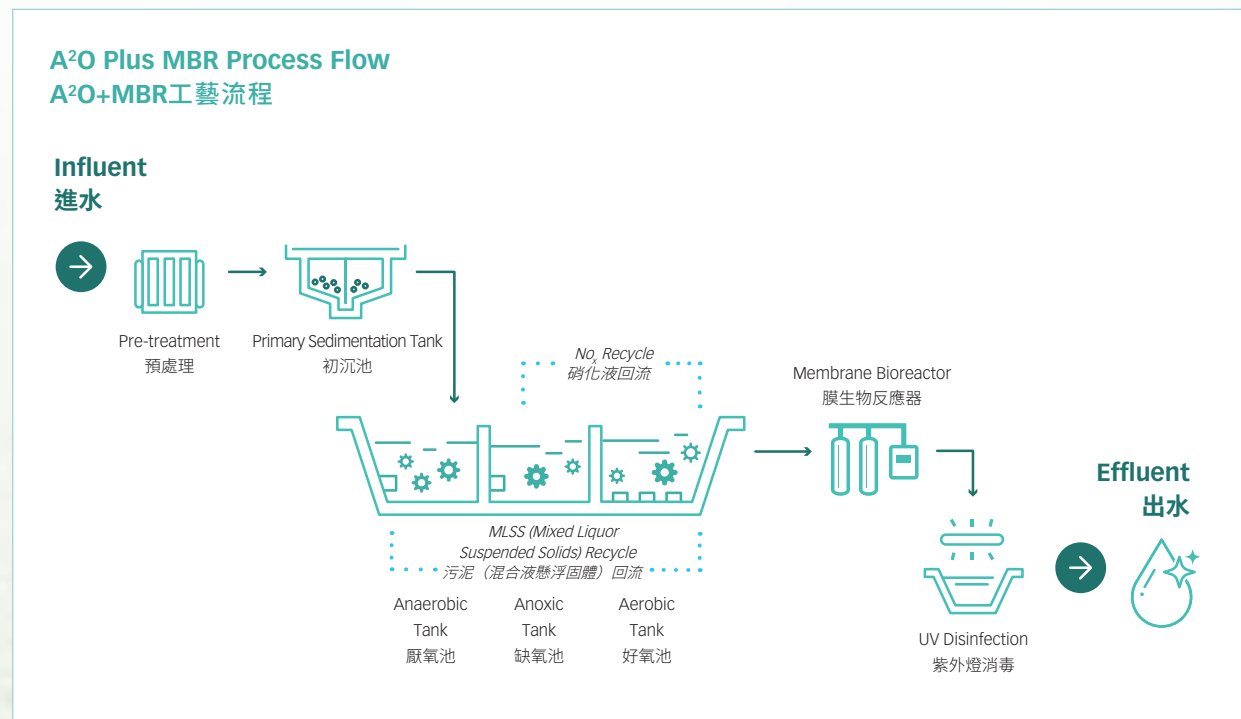 A²O Plus MBR Process Flow
A²O+MBR工藝流程
Influent
進水
Pre-treatment
預處理
Primary Sedimentation Tank
初沉池
Noₓ Recycle
硝化液回流
Membrane Bioreactor
膜生物反應器
MLSS (Mixed Liquor
Suspended Solids) Recycle
污泥（混合液懸浮固體）回流
Anaerobic
Tank
厭氧池
Anoxic
Tank
缺氧池
Aerobic
Tank
好氧池
UV Disinfection
紫外燈消毒
Effluent
出水